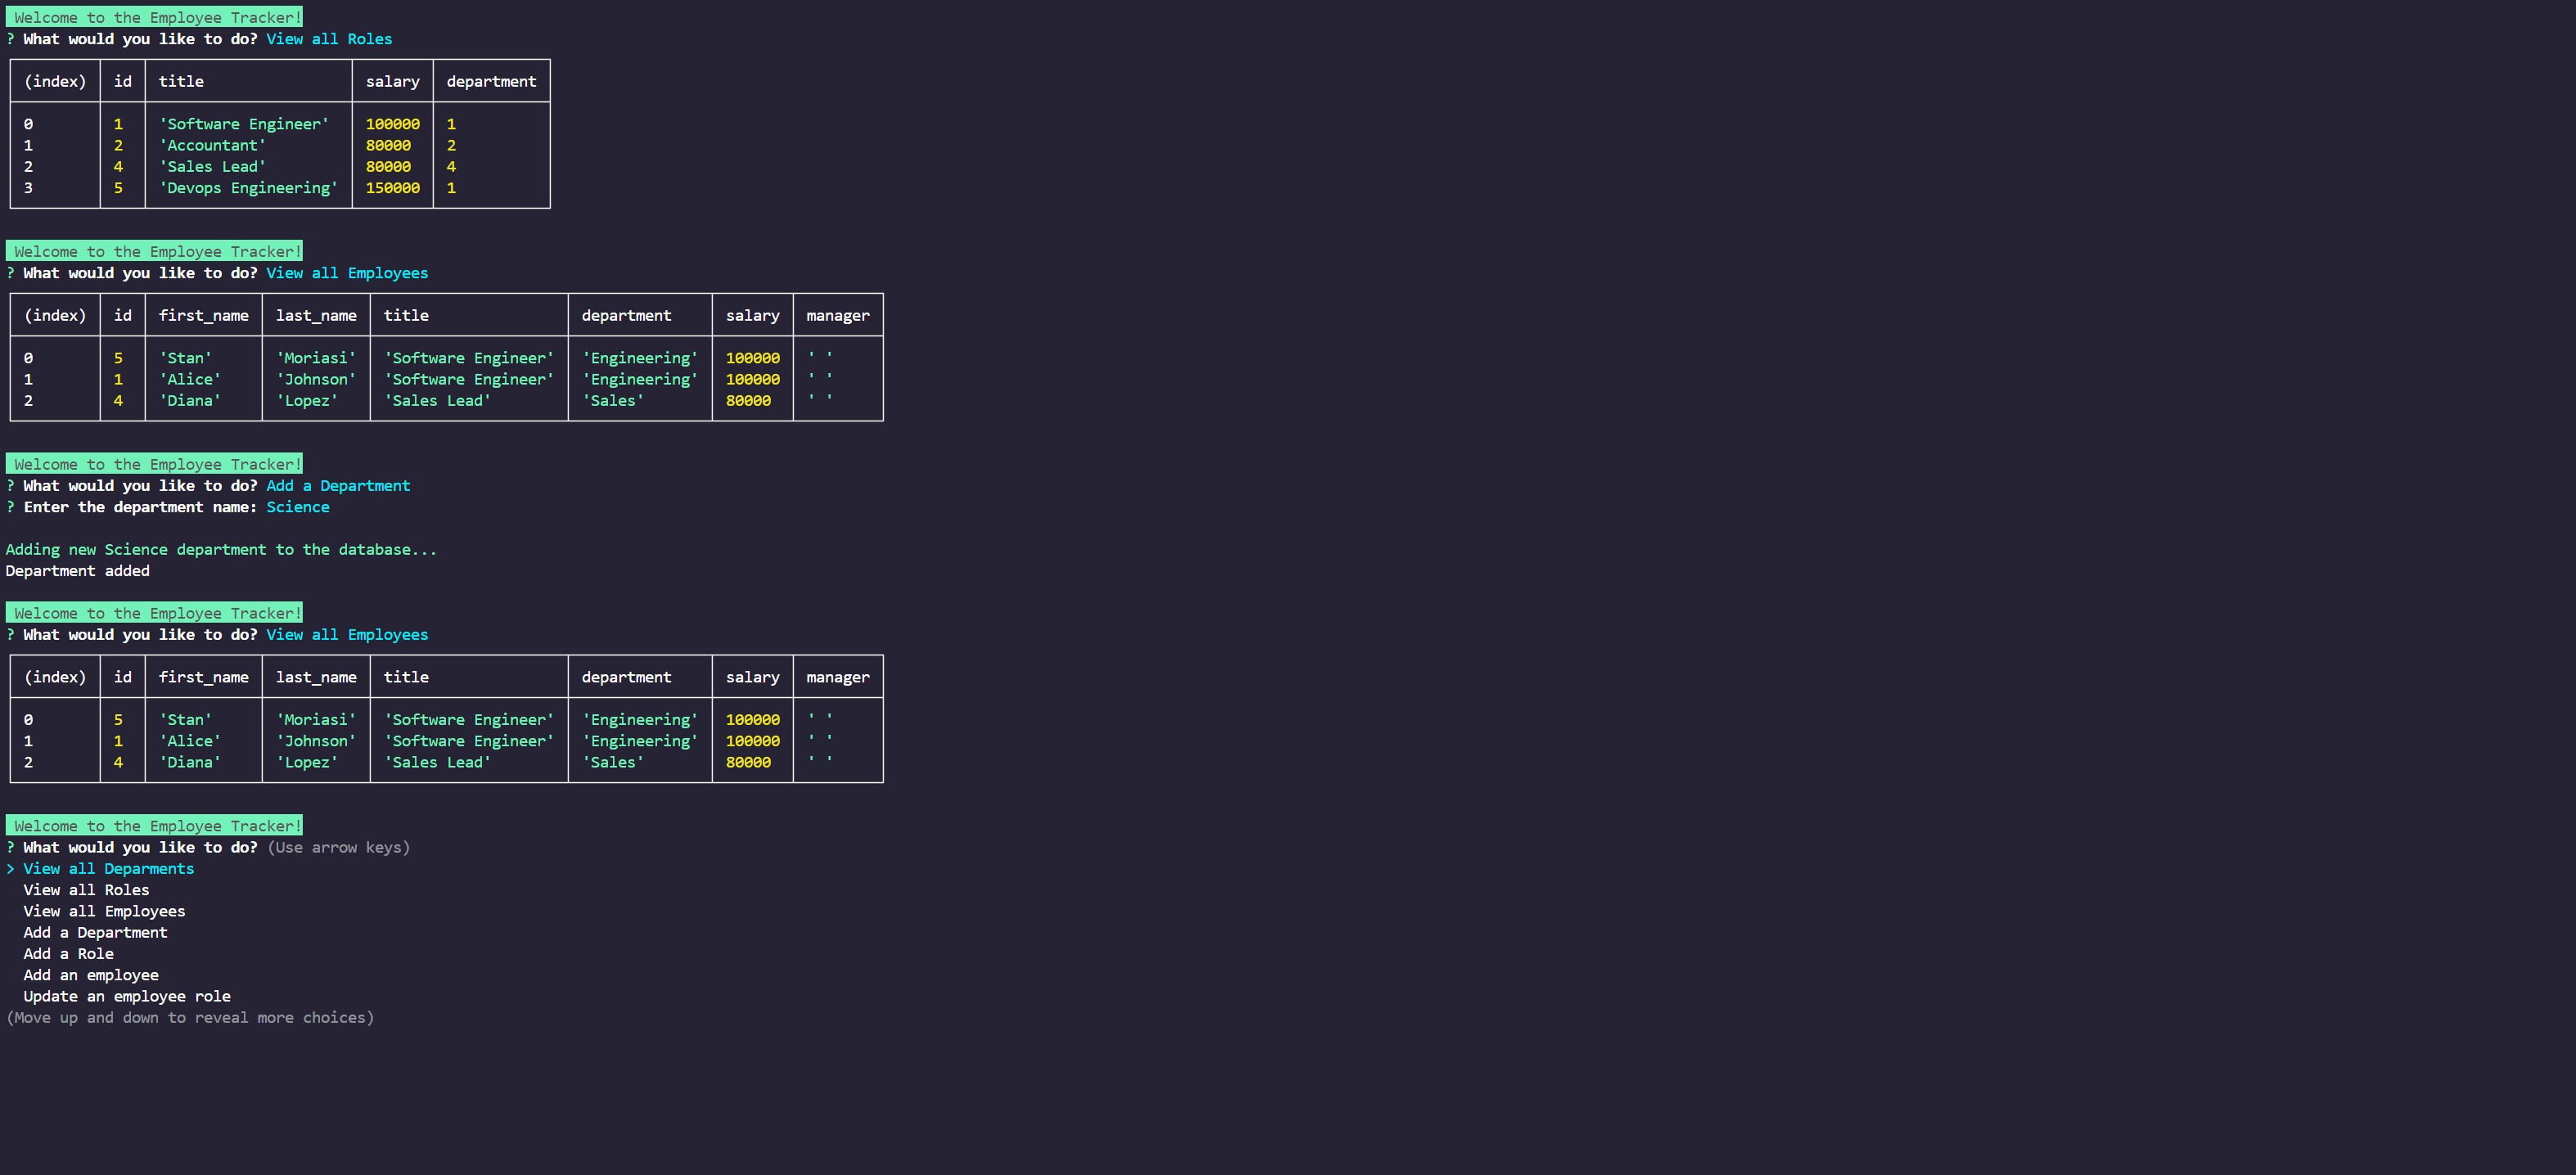 Welcome to the Employee Tracker!
? What would you like to do? View all Roles
(index) id title salary department
0 1 'Software Engineer' 100000 1
1 2 'Accountant' 80000 2
2 4 'Sales Lead' 80000 4
3 5 'Devops Engineering' 150000 1
Welcome to the Employee Tracker!
? What would you like to do? View all Employees
(index) id first_name last_name title department salary manager
0 5 'Stan' 'Moriasi' 'Software Engineer' 'Engineering' 100000 ' '
1 1 'Alice' 'Johnson' 'Software Engineer' 'Engineering' 100000 ' '
2 4 'Diana' 'Lopez' 'Sales Lead' 'Sales' 80000 ' '
Welcome to the Employee Tracker!
? What would you like to do? Add a Department
? Enter the department name: Science
Adding new Science department to the database...
Department added
Welcome to the Employee Tracker!
? What would you like to do? View all Employees
(index) id first_name last_name title department salary manager
0 5 'Stan' 'Moriasi' 'Software Engineer' 'Engineering' 100000 ' '
1 1 'Alice' 'Johnson' 'Software Engineer' 'Engineering' 100000 ' '
2 4 'Diana' 'Lopez' 'Sales Lead' 'Sales' 80000 ' '
Welcome to the Employee Tracker!
? What would you like to do? (Use arrow keys)
> View all Deparments
View all Roles
View all Employees
Add a Department
Add a Role
Add an employee
Update an employee role
(Move up and down to reveal more choices)